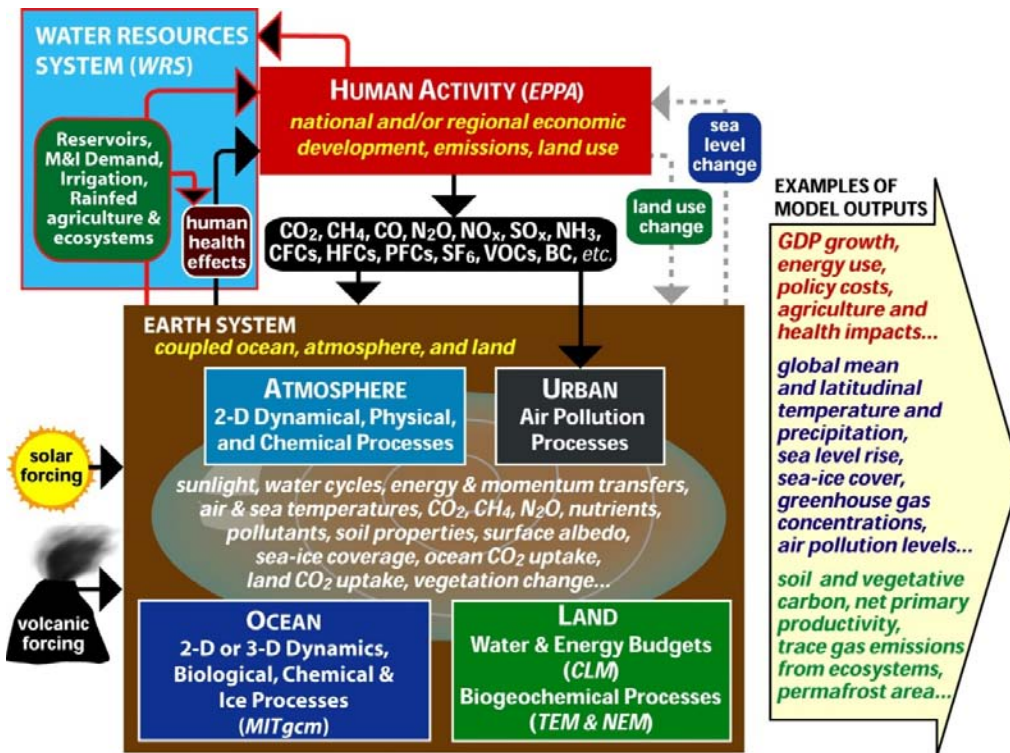 WATER RESOURCES
SYSTEM (WRS)
HUMAN ACTIVITY (EPPA)
national and/or regional economic
development, emissions, land use
sea
level
change
Reservoirs,
M&I Demand,
Irrigation,
Rainfed
agriculture &
ecosystems
human
health
effects
land use
change
CO₂, CH₄, CO, N₂O, NOₓ, SOₓ, NH₃,
CFCs, HFCs, PFCs, SF₆, VOCs, BC, etc.
EARTH SYSTEM
coupled ocean, atmosphere, and land
ATMOSPHERE
2-D Dynamical, Physical,
and Chemical Processes
URBAN
Air Pollution
Processes
solar
forcing
volcanic
forcing
sunlight, water cycles, energy & momentum transfers,
air & sea temperatures, CO₂, CH₄, N₂O, nutrients,
pollutants, soil properties, surface albedo,
sea-ice coverage, ocean CO₂ uptake,
land CO₂ uptake, vegetation change...
OCEAN
2-D or 3-D Dynamics,
Biological, Chemical &
Ice Processes
(MITgcm)
LAND
Water & Energy Budgets
(CLM)
Biogeochemical Processes
(TEM & NEM)
EXAMPLES OF
MODEL OUTPUTS
GDP growth,
energy use,
policy costs,
agriculture and
health impacts...
global mean
and latitudinal
temperature and
precipitation,
sea level rise,
sea-ice cover,
greenhouse gas
concentrations,
air pollution levels...
soil and vegetative
carbon, net primary
productivity,
trace gas emissions
from ecosystems,
permafrost area...